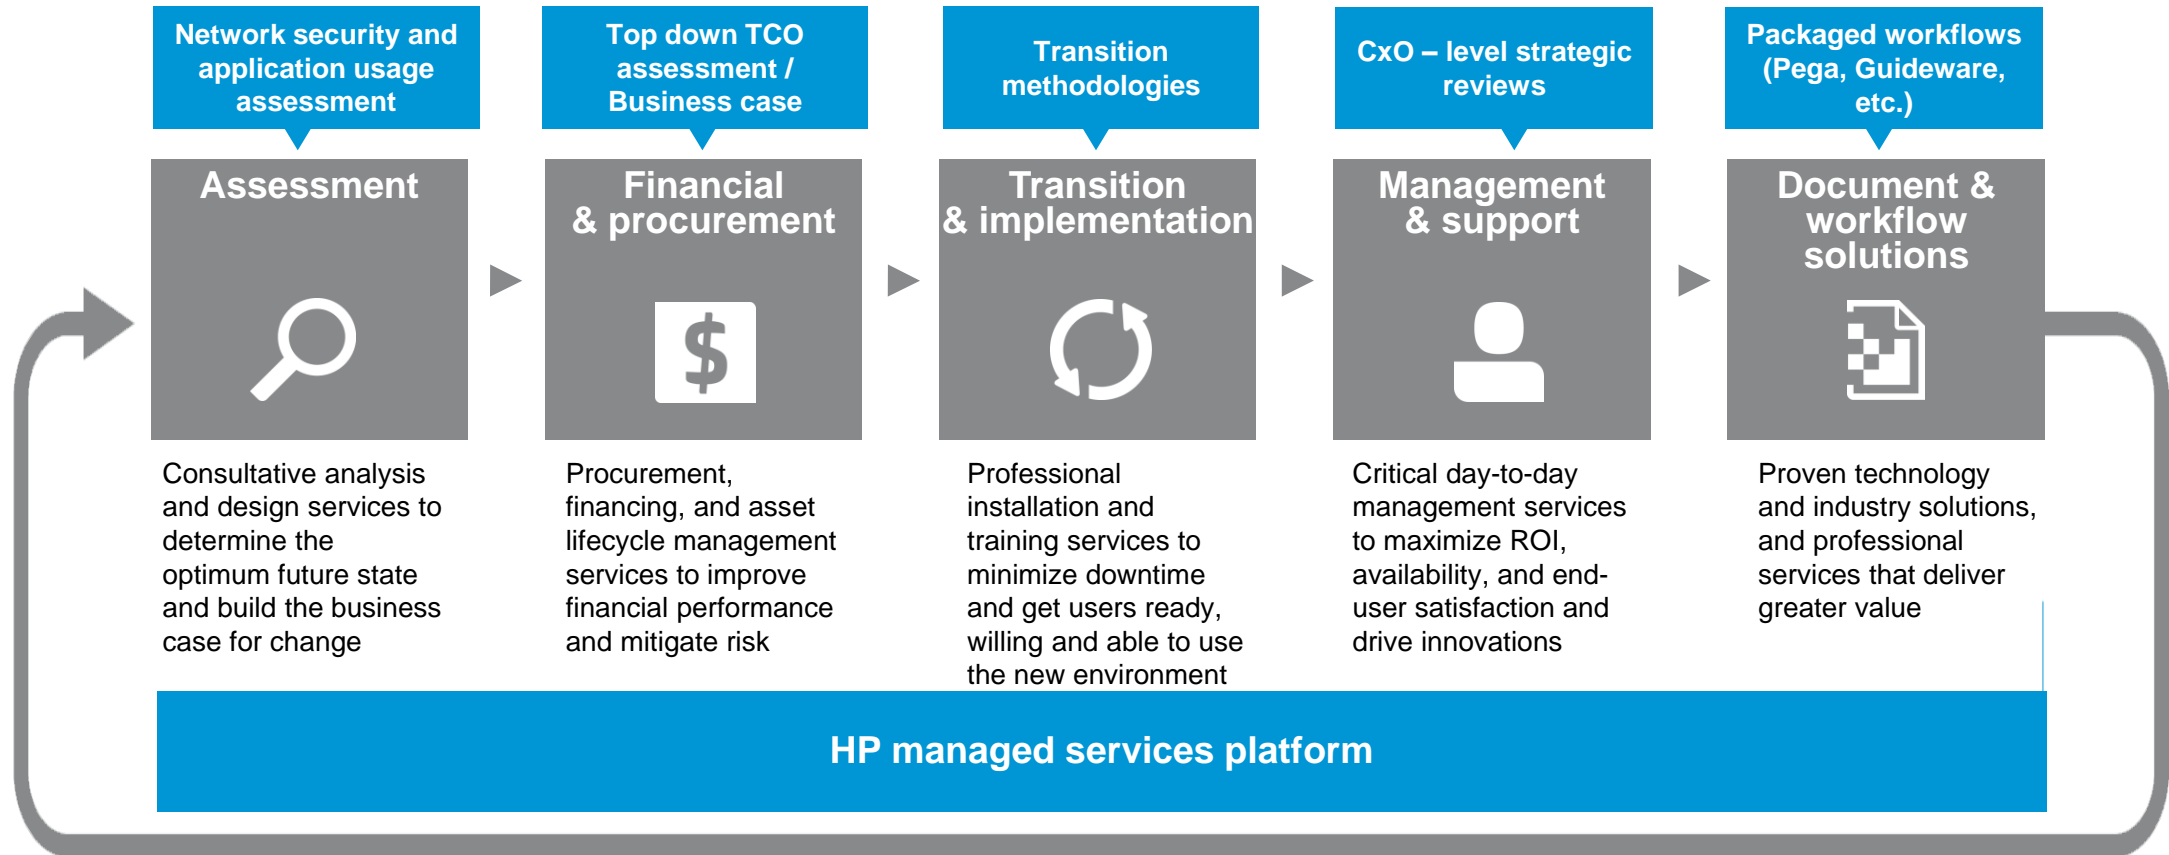 Network security and
application usage
assessment
Top down TCO
assessment /
Business case
Transition
methodologies
CxO – level strategic
reviews
Packaged workflows
(Pega, Guideware,
etc.)
Assessment
Financial
& procurement
Transition
& implementation
Management
& support
Document &
workflow
solutions
$
Consultative analysis
and design services to
determine the
optimum future state
and build the business
case for change
Procurement,
financing, and asset
lifecycle management
services to improve
financial performance
and mitigate risk
Professional
installation and
training services to
minimize downtime
and get users ready,
willing and able to use
the new environment
Critical day-to-day
management services
to maximize ROI,
availability, and end-
user satisfaction and
drive innovations
Proven technology
and industry solutions,
and professional
services that deliver
greater value
HP managed services platform